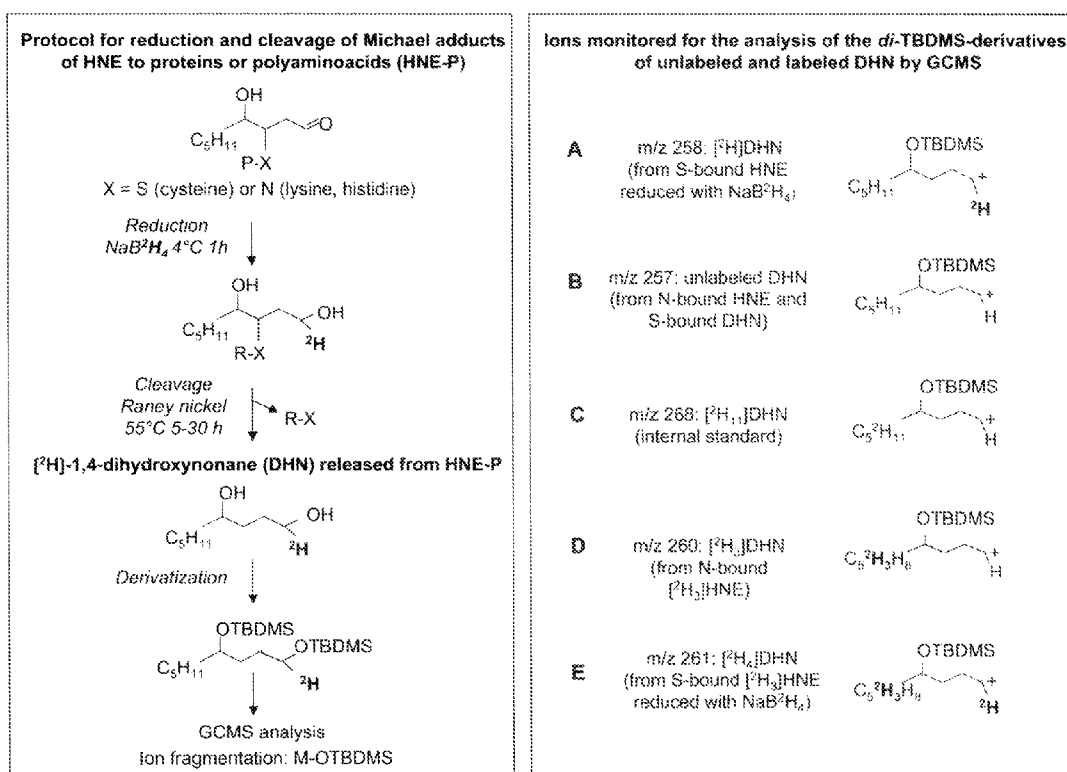 Protocol for reduction and cleavage of Michael adducts
of HNE to proteins or polyaminoacids (HNE-P)
OH
O
C₅H₁₁
P-X
X = S (cysteine) or N (lysine, histidine)
Reduction
NaB²H₄ 4°C 1h
OH
OH
C₅H₁₁
²H
R-X
Cleavage
Raney nickel
55°C 5-30 h
R-X
[²H]-1,4-dihydroxynonane (DHN) released from HNE-P
OH
OH
C₅H₁₁
²H
Derivatization
OTBDMS
OTBDMS
C₅H₁₁
²H
GCMS analysis
Ion fragmentation: M-OTBDMS
Ions monitored for the analysis of the di-TBDMS-derivatives
of unlabeled and labeled DHN by GCMS
A
m/z 258: [²H]DHN
(from S-bound HNE
reduced with NaB²H₄)
OTBDMS
C₅H₁₁
+
²H
B
m/z 257: unlabeled DHN
(from N-bound HNE and
S-bound DHN)
OTBDMS
C₅H₁₁
+
H
C
m/z 268: [²H₁₁]DHN
(internal standard)
OTBDMS
C₅²H₁₁
+
H
D
m/z 260: [²H₃]DHN
(from N-bound
[²H₃]HNE)
OTBDMS
C₅²H₃H₈
+
H
E
m/z 261: [²H₄]DHN
(from S-bound [²H₃]HNE
reduced with NaB²H₄)
OTBDMS
C₅²H₃H₈
+
²H